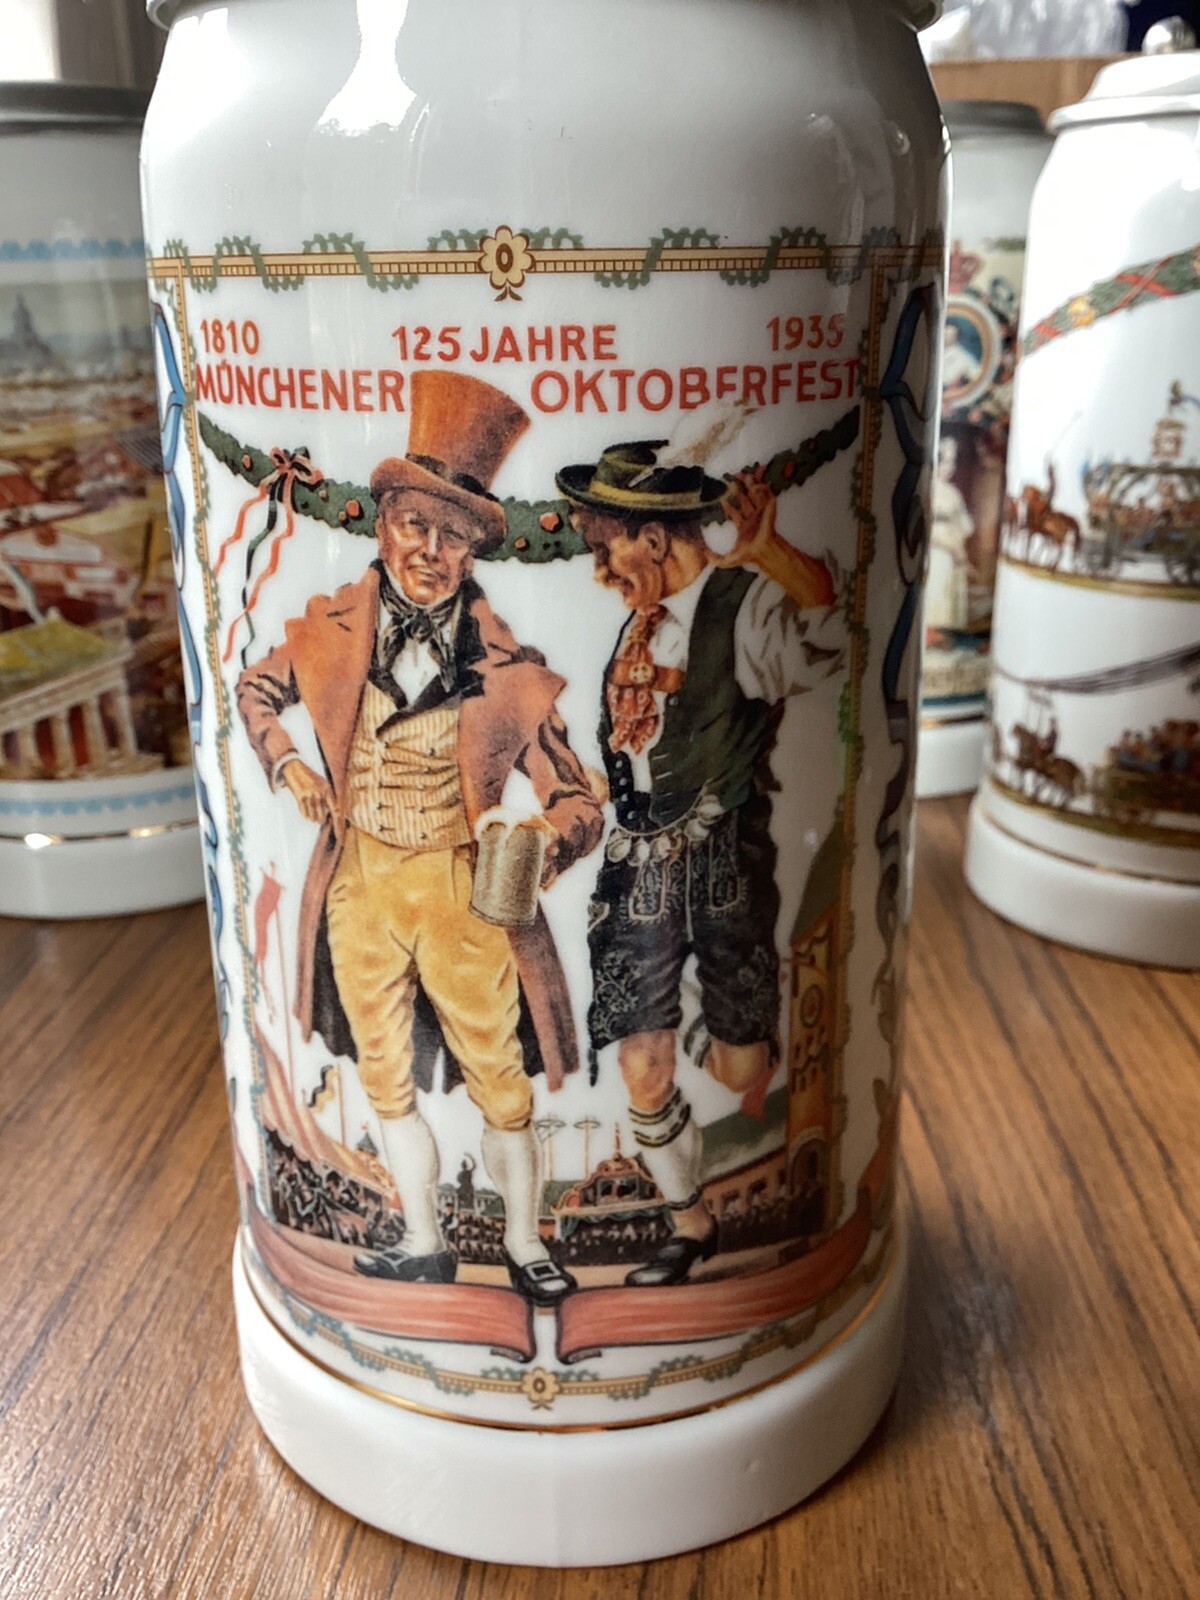 1810 125 JAHRE 1935
MÜNCHENER OKTOBERFEST